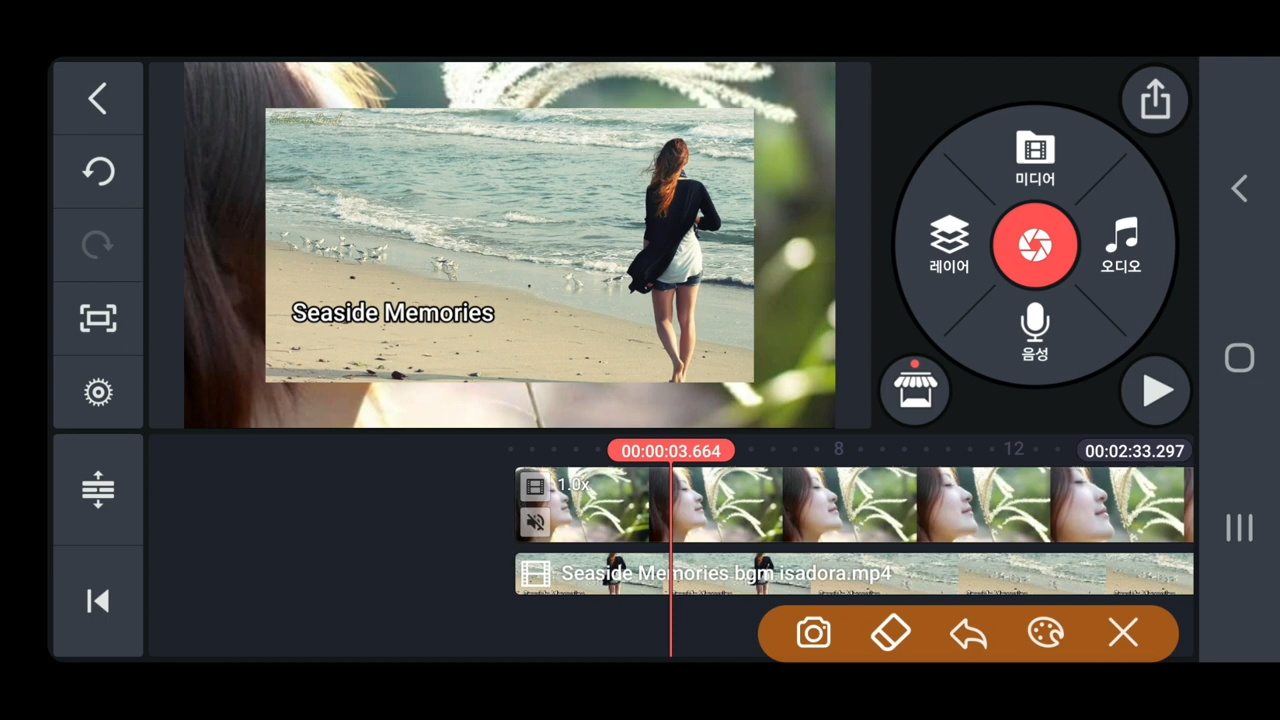 Seaside Memories
미디어
레이어
오디오
음성
00:00:03.664
8
12
00:02:33.297
1.0x
Seaside Memories bgm isadora.mp4